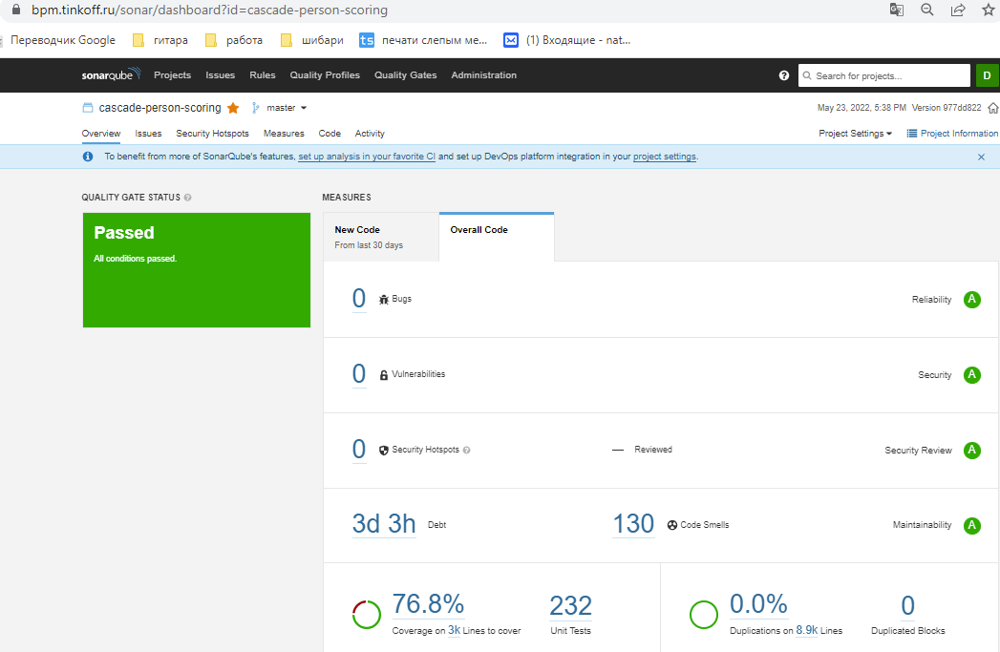 bpm.tinkoff.ru/sonar/dashboard?id=cascade-person-scoring
Переводчик Google гитара работа шибари ts печати слепым ме... (1) Входящие - nat...
sonarqube Projects Issues Rules Quality Profiles Quality Gates Administration ? Search for projects... D
cascade-person-scoring master May 23, 2022, 5:38 PM Version 977dd822
Overview Issues Security Hotspots Measures Code Activity Project Settings Project Information
To benefit from more of SonarQube's features, set up analysis in your favorite CI and set up DevOps platform integration in your project settings.
QUALITY GATE STATUS MEASURES
Passed
All conditions passed.
New Code
From last 30 days
Overall Code
0 Bugs Reliability A
0 Vulnerabilities Security A
0 Security Hotspots — Reviewed Security Review A
3d 3h Debt 130 Code Smells Maintainability A
76.8% 232 0.0% 0
Coverage on 3k Lines to cover Unit Tests Duplications on 8.9k Lines Duplicated Blocks